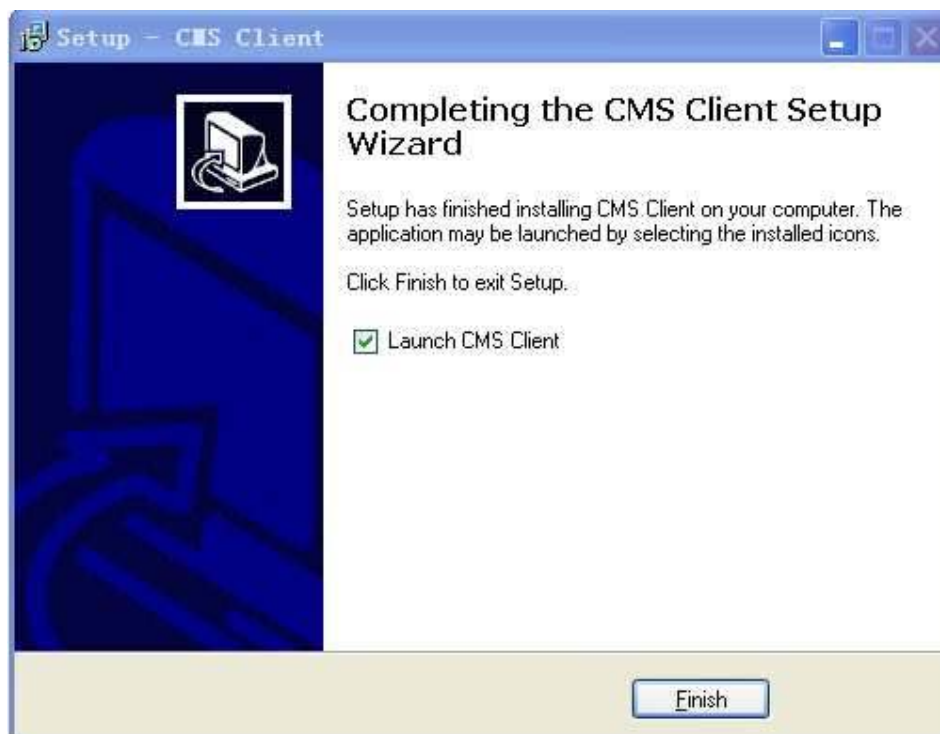 Setup - CMS Client
Completing the CMS Client Setup
Wizard
Setup has finished installing CMS Client on your computer. The
application may be launched by selecting the installed icons.
Click Finish to exit Setup.
Launch CMS Client
Finish